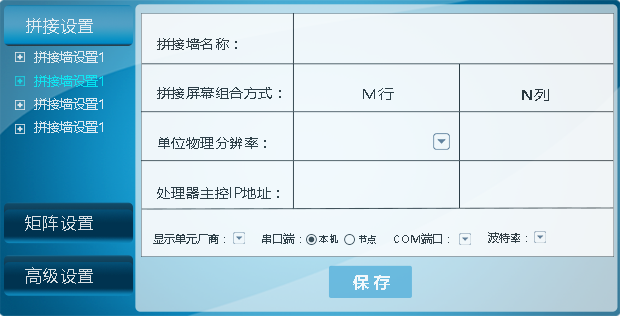 拼接设置
拼接墙设置1
拼接墙设置1
拼接墙设置1
拼接墙设置1
矩阵设置
高级设置
拼接墙名称：
拼接屏幕组合方式： M行 N列
单位物理分辨率：
处理器主控IP地址：
显示单元厂商： 串口端： 本机 节点 COM端口： 波特率：
保存